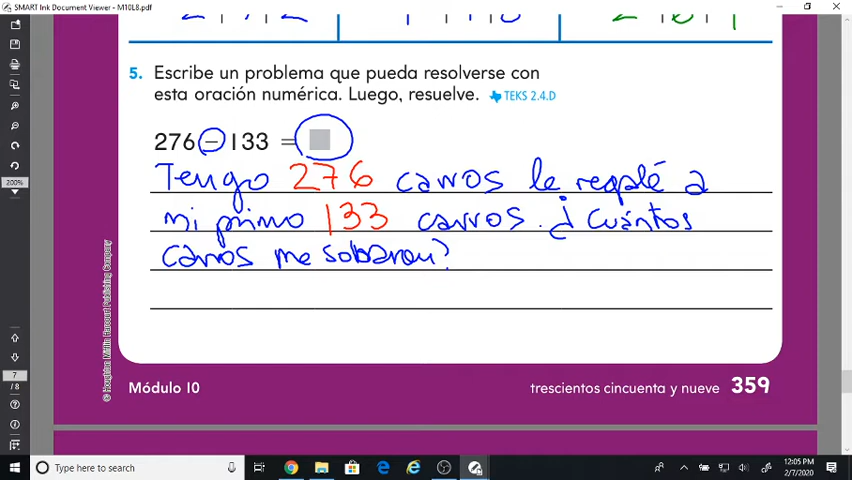 SMART Ink Document Viewer - M10L8.pdf
5. Escribe un problema que pueda resolverse con
esta oración numérica. Luego, resuelve. TEKS 2.4.D
276 – 133 =
Tengo 276 carros le regalé a
mi primo 133 carros. ¿Cuántos
carros me sobraron?
© Houghton Mifflin Harcourt Publishing Company
Módulo 10
trescientos cincuenta y nueve 359
200%
7
/ 8
Type here to search
12:05 PM
2/7/2020